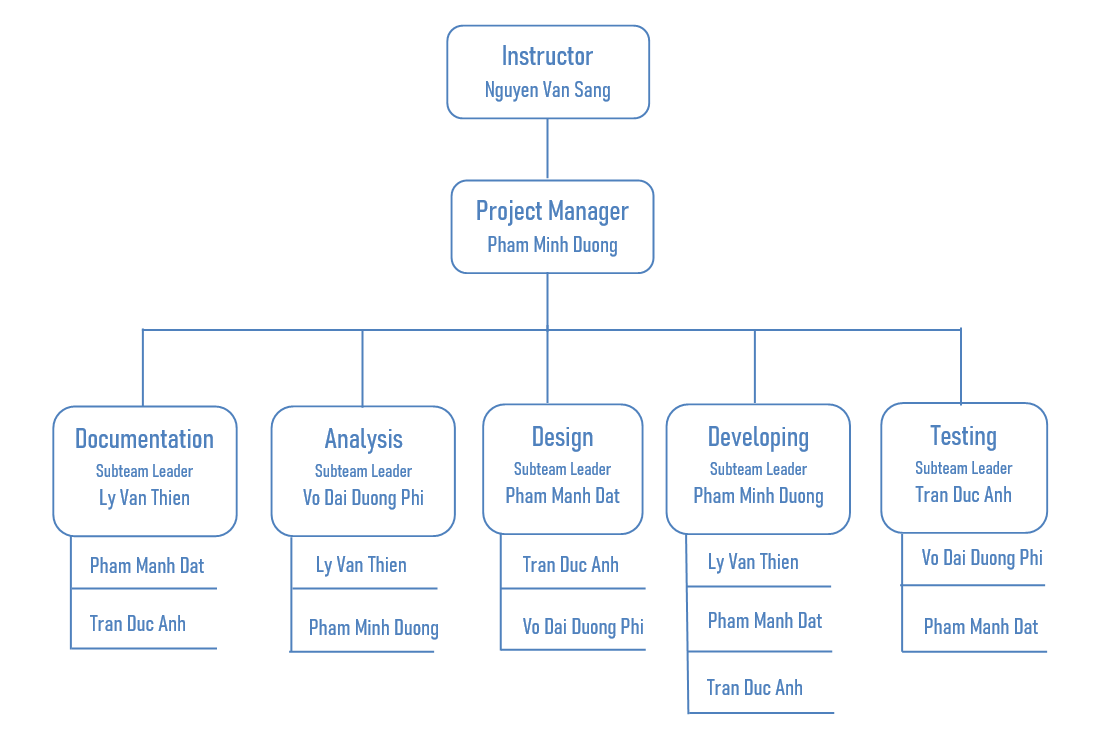 Instructor
Nguyen Van Sang
Project Manager
Pham Minh Duong
Documentation
Subteam Leader
Ly Van Thien
Pham Manh Dat
Tran Duc Anh
Analysis
Subteam Leader
Vo Dai Duong Phi
Ly Van Thien
Pham Minh Duong
Design
Subteam Leader
Pham Manh Dat
Tran Duc Anh
Vo Dai Duong Phi
Developing
Subteam Leader
Pham Minh Duong
Ly Van Thien
Pham Manh Dat
Tran Duc Anh
Testing
Subteam Leader
Tran Duc Anh
Vo Dai Duong Phi
Pham Manh Dat